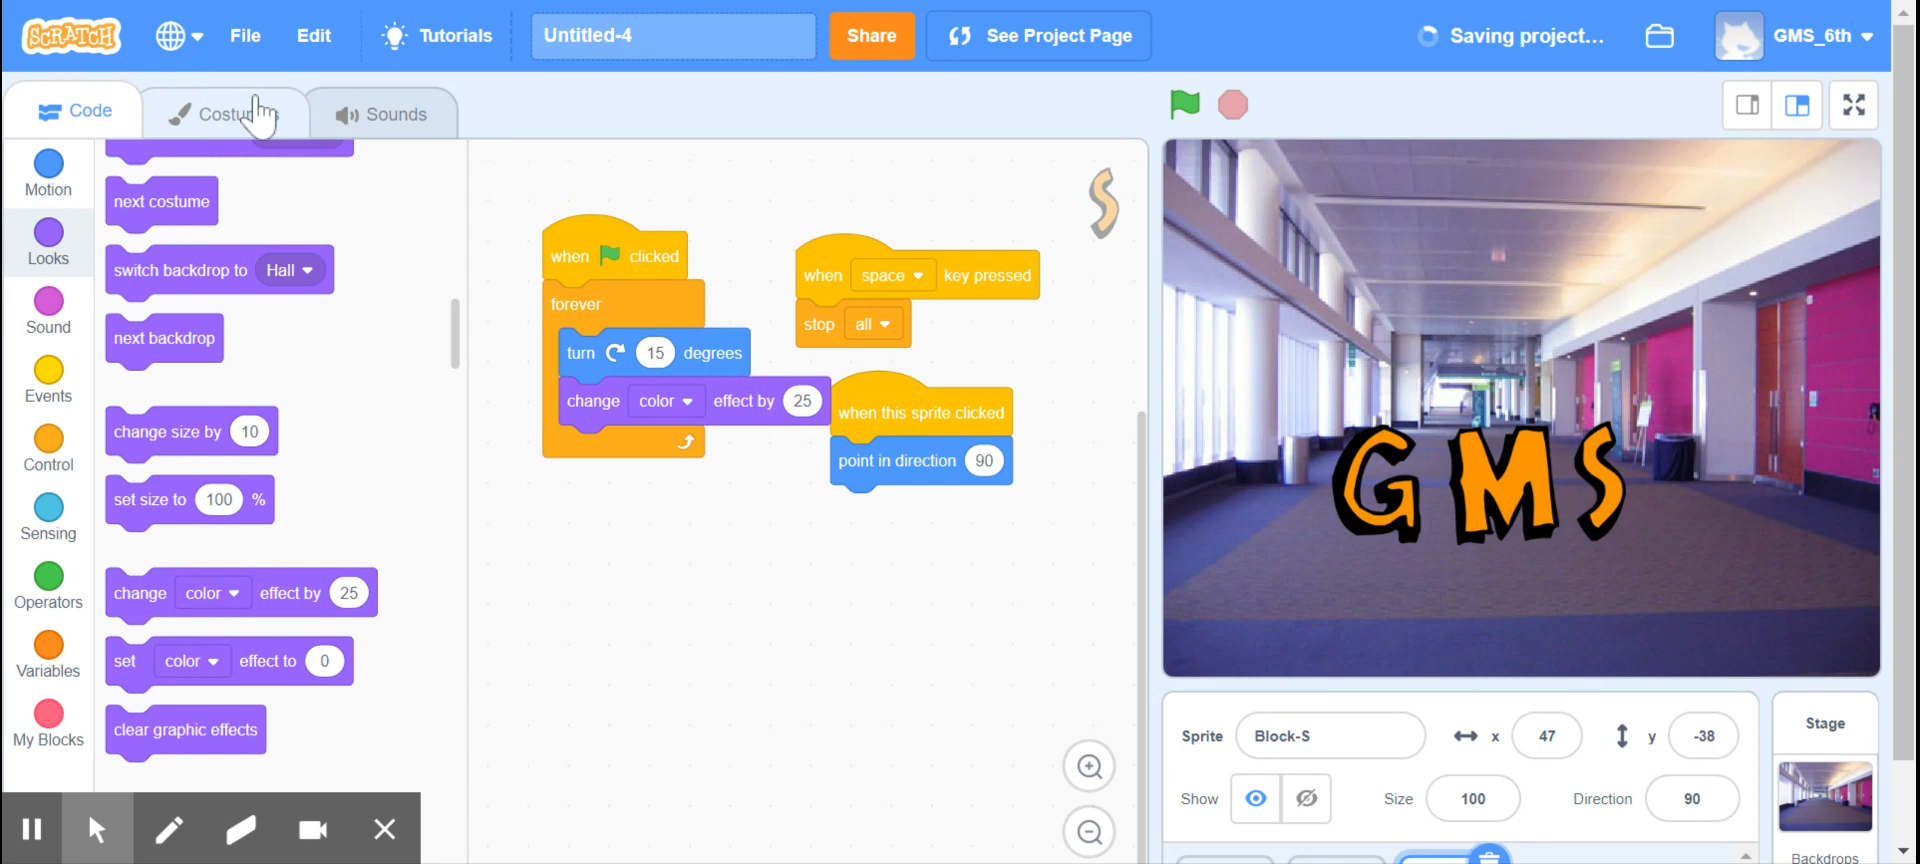 SCRATCH File Edit Tutorials Untitled-4 Share See Project Page Saving project... GMS_6th
Code Sounds
Motion
Looks
Sound
Events
Control
Sensing
Operators
Variables
My Blocks
next costume
switch backdrop to Hall
next backdrop
change size by 10
set size to 100 %
change color effect by 25
set color effect to 0
clear graphic effects
when clicked
forever
turn 15 degrees
change color effect by 25
when space key pressed
stop all
when this sprite clicked
point in direction 90
S
GMS
Sprite Block-S x 47 y -38
Show Size 100 Direction 90
Stage
Backdrops